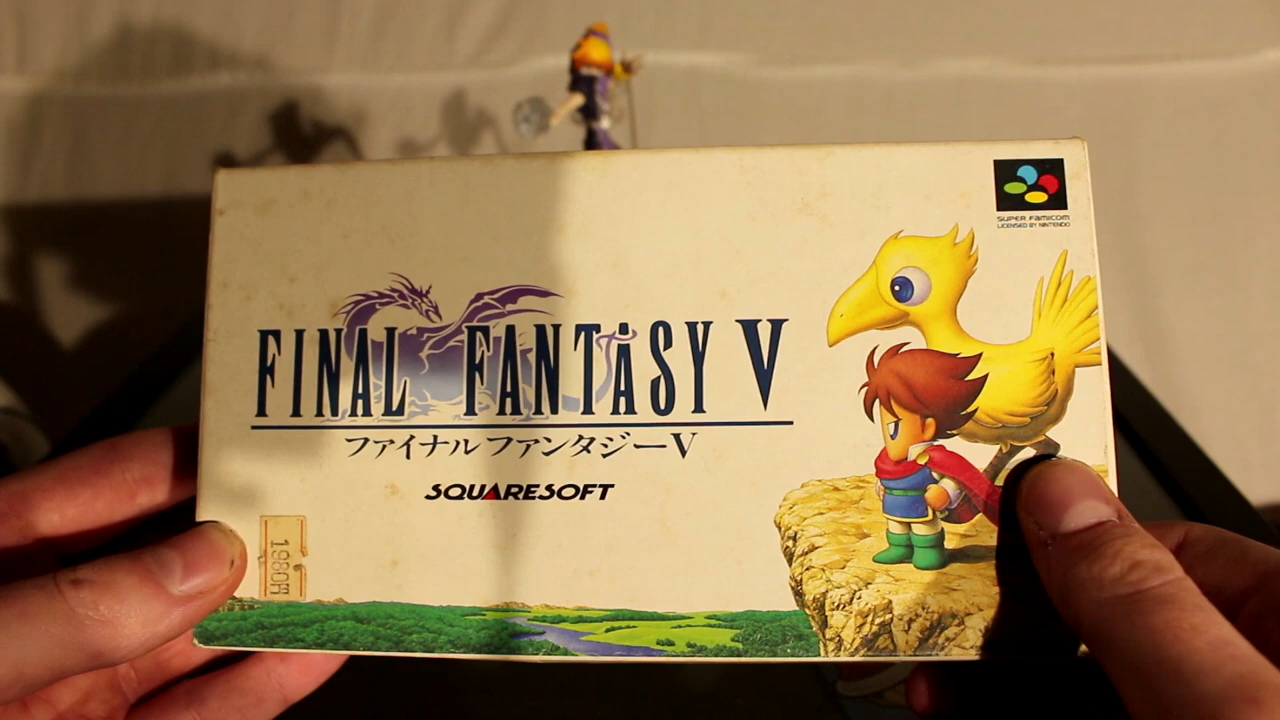 SUPER FAMICOM
LICENSED BY NINTENDO
FINAL FANTASY V
ファイナルファンタジーV
SQUARESOFT
1980円